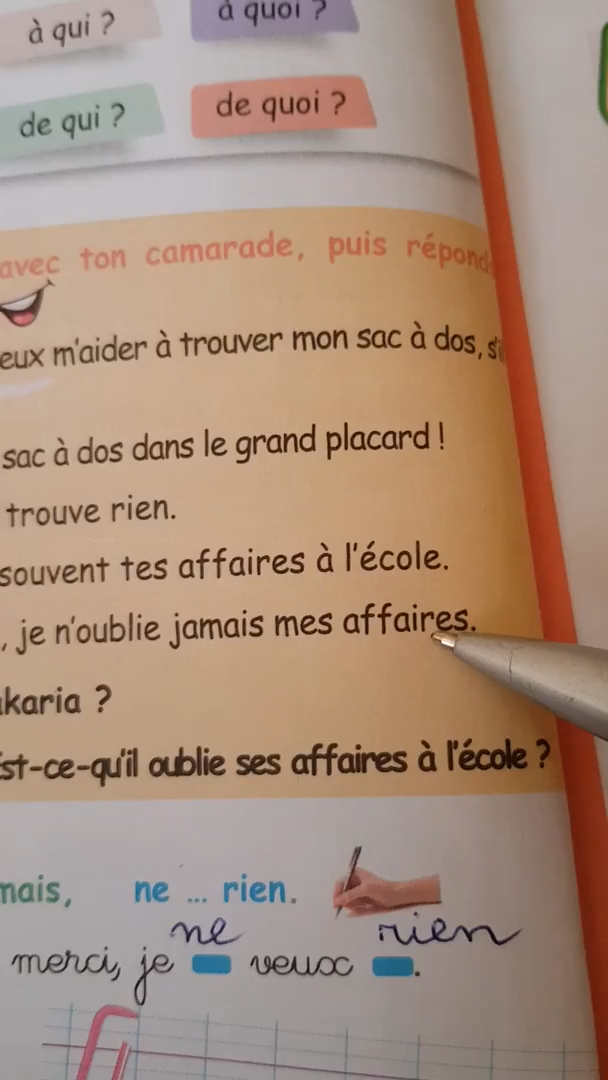 à qui ? à quoi ?
de qui ? de quoi ?
avec ton camarade, puis répond
m'aider à trouver mon sac à dos,
sac à dos dans le grand placard !
trouve rien.
souvent tes affaires à l'école.
, je n'oublie jamais mes affaires.
karia ?
st-ce-qu'il oublie ses affaires à l'école ?
mais, ne ... rien.
ne rien
merci, je veux .